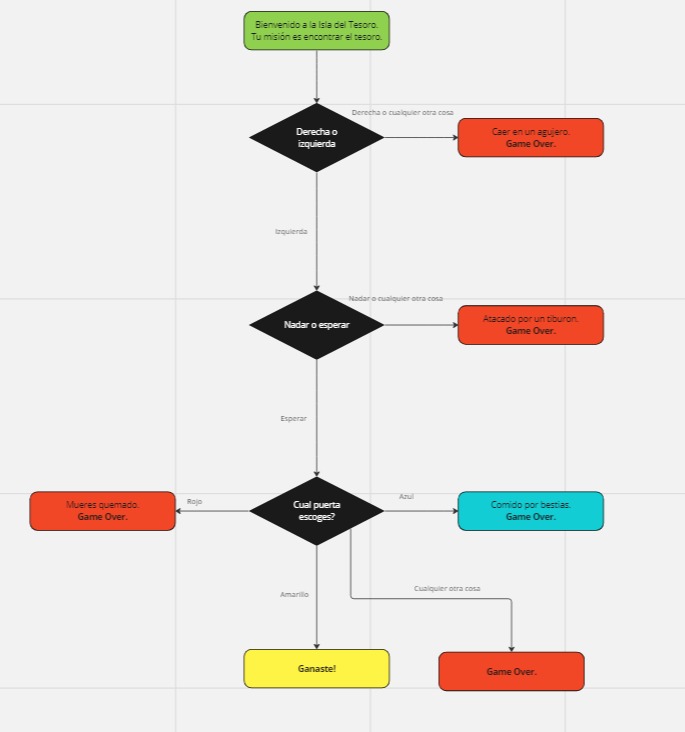 Bienvenido a la Isla del Tesoro.
Tu misión es encontrar el tesoro.
Derecha o cualquier otra cosa
Derecha o
izquierda
Caer en un agujero.
Game Over.
Izquierda
Nadar o cualquier otra cosa
Nadar o esperar
Atacado por un tiburon.
Game Over.
Esperar
Mueres quemado.
Game Over.
Rojo
Cual puerta
escoges?
Azul
Comido por bestias.
Game Over.
Amarillo
Cualquier otra cosa
Ganaste!
Game Over.